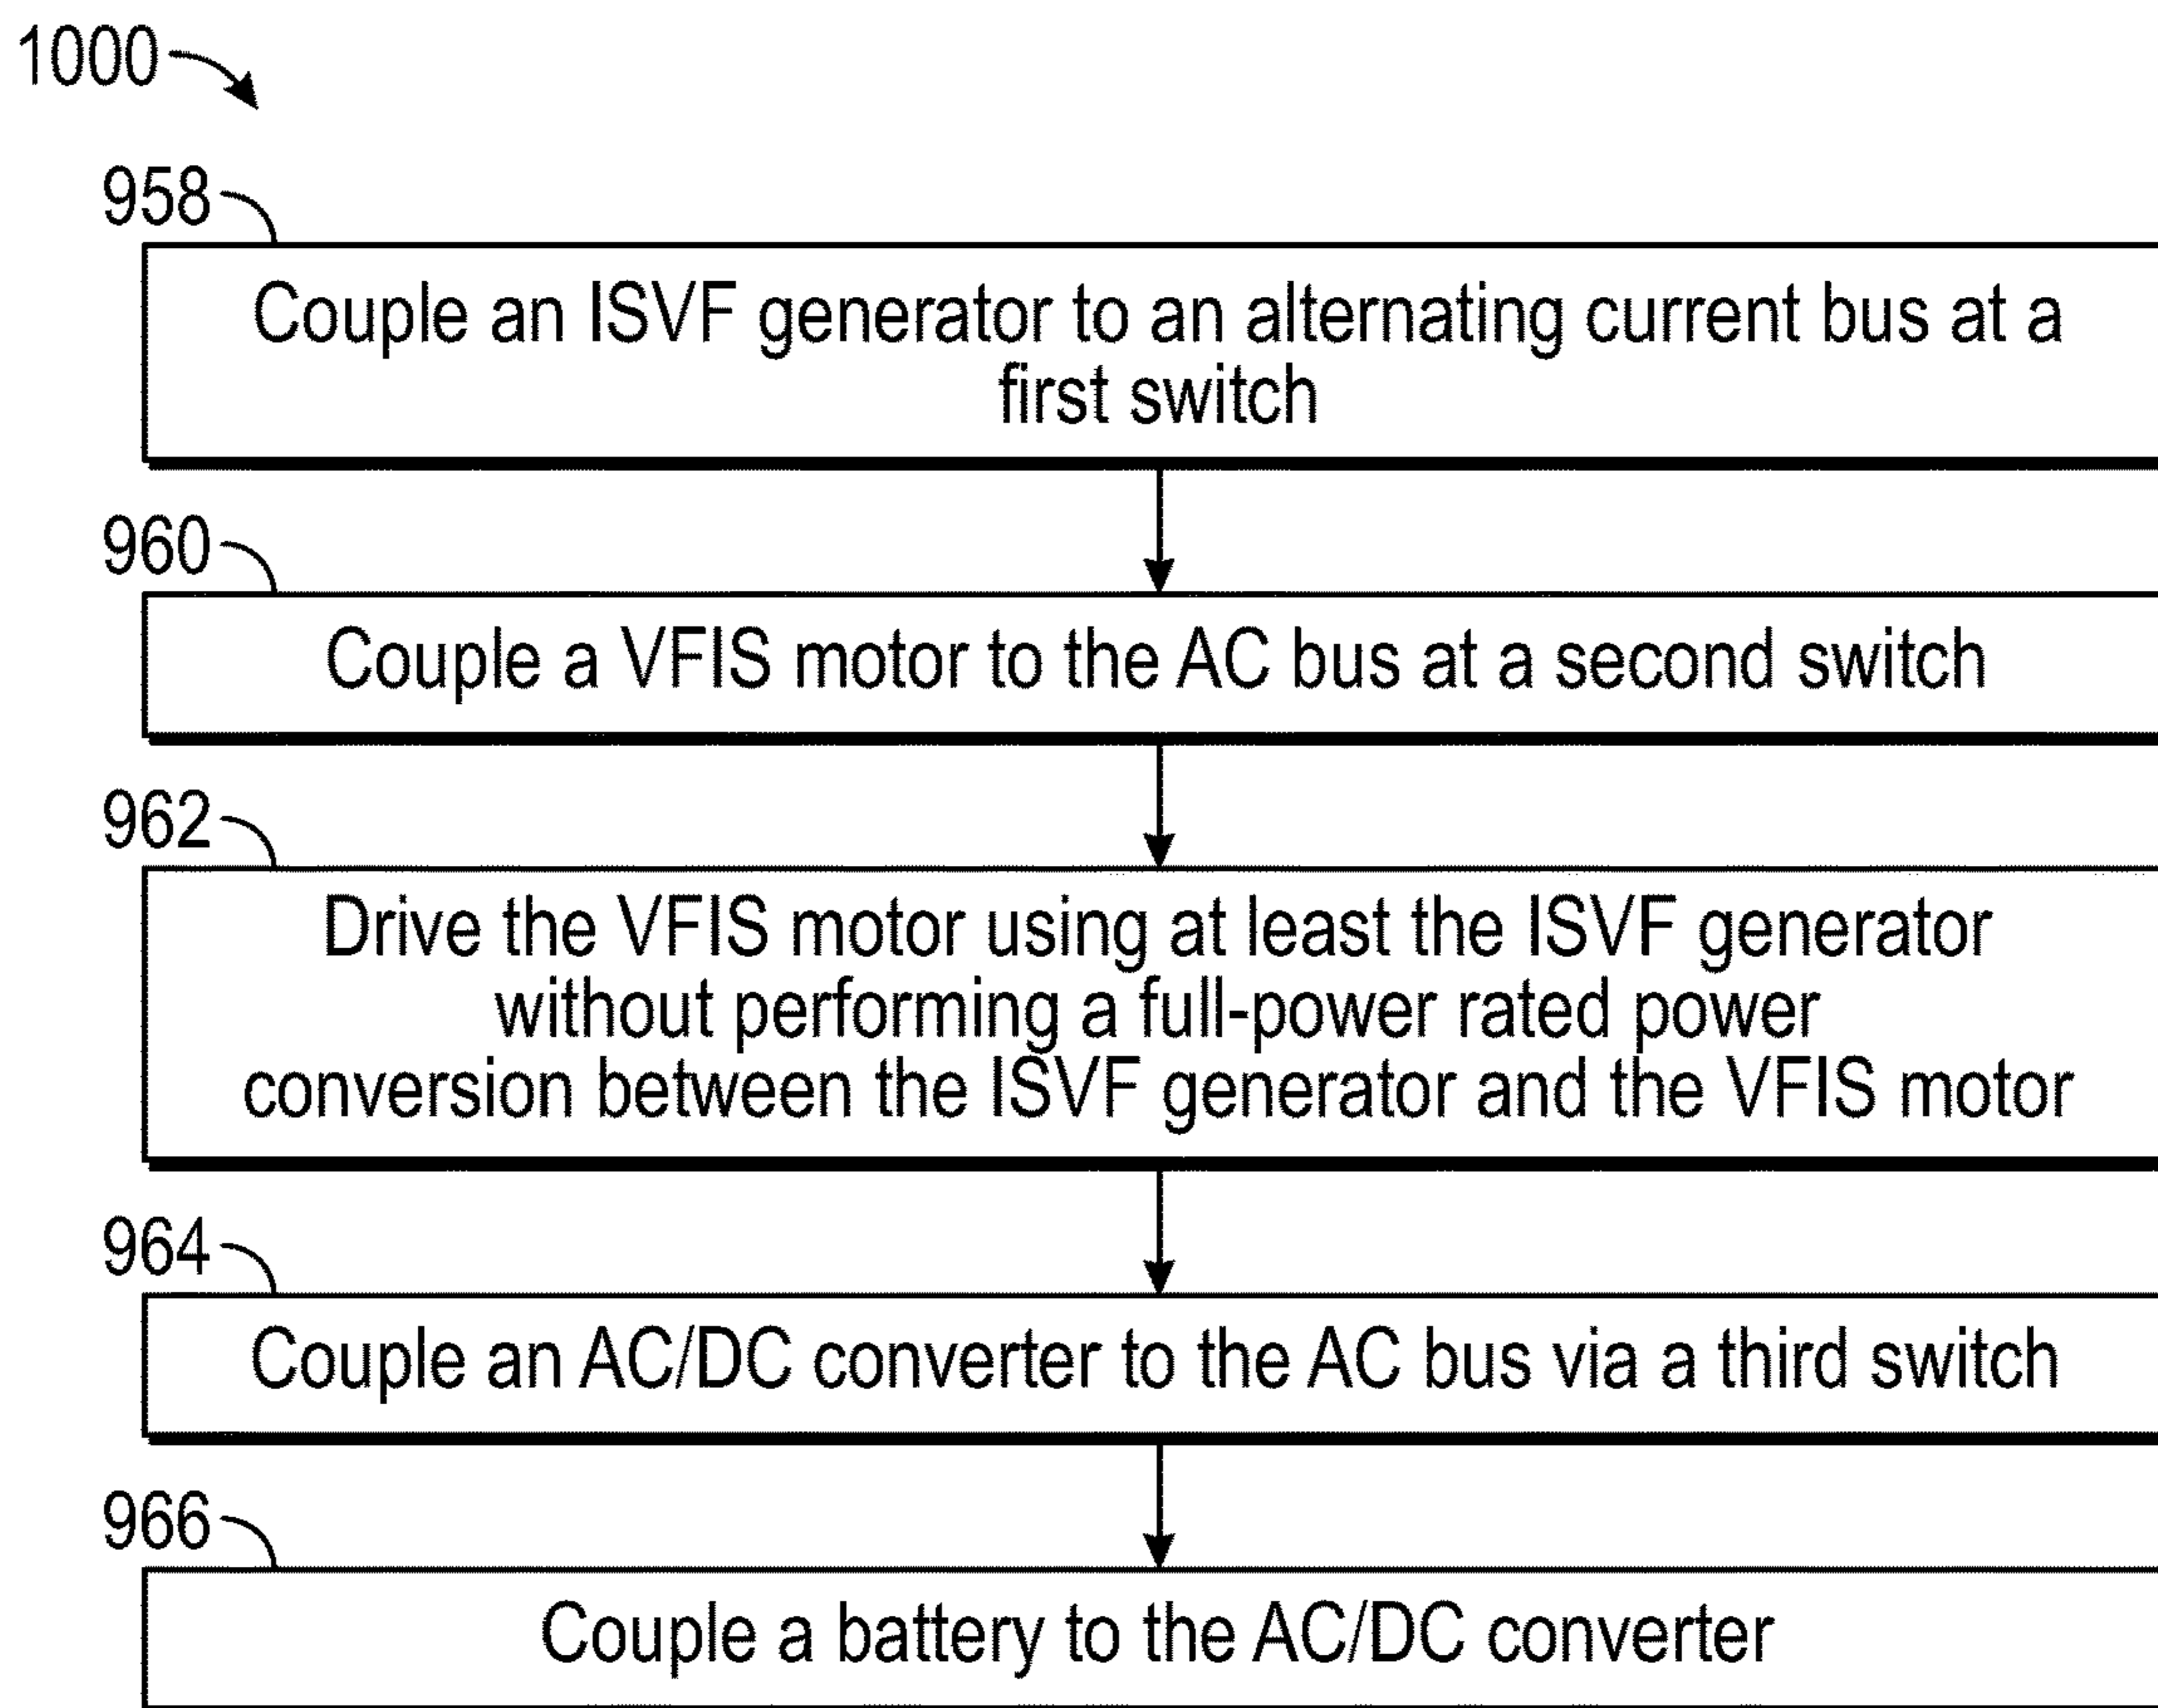 1000
958
Couple an ISVF generator to an alternating current bus at a
first switch
960
Couple a VFIS motor to the AC bus at a second switch
962
Drive the VFIS motor using at least the ISVF generator
without performing a full-power rated power
conversion between the ISVF generator and the VFIS motor
964
Couple an AC/DC converter to the AC bus via a third switch
966
Couple a battery to the AC/DC converter